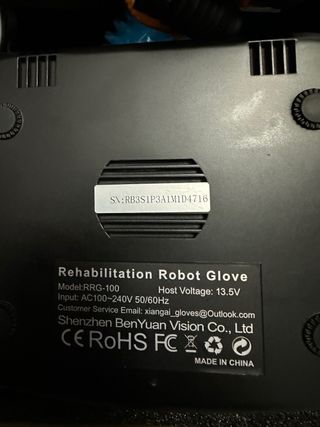 SN:RB3S1P3A1M1D4716
Rehabilitation Robot Glove
Model:RRG-100 Host Voltage: 13.5V
Input: AC100~240V 50/60Hz
Customer Service Email: xiangai_gloves@Outlook.com
Shenzhen BenYuan Vision Co., Ltd
CE RoHS FC
MADE IN CHINA